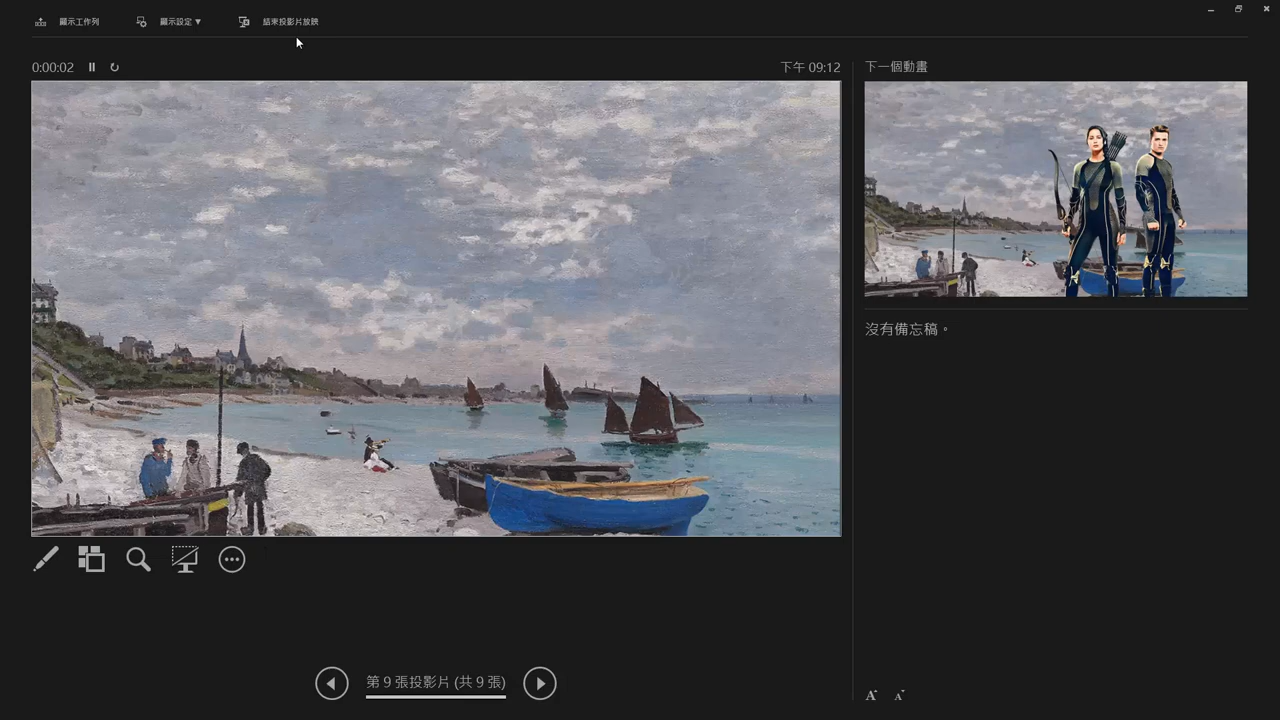 顯示工作列
顯示設定 ▼
結束投影片放映
0:00:02
下午 09:12
下一個動畫
沒有備忘稿。
第 9 張投影片 (共 9 張)
A
A